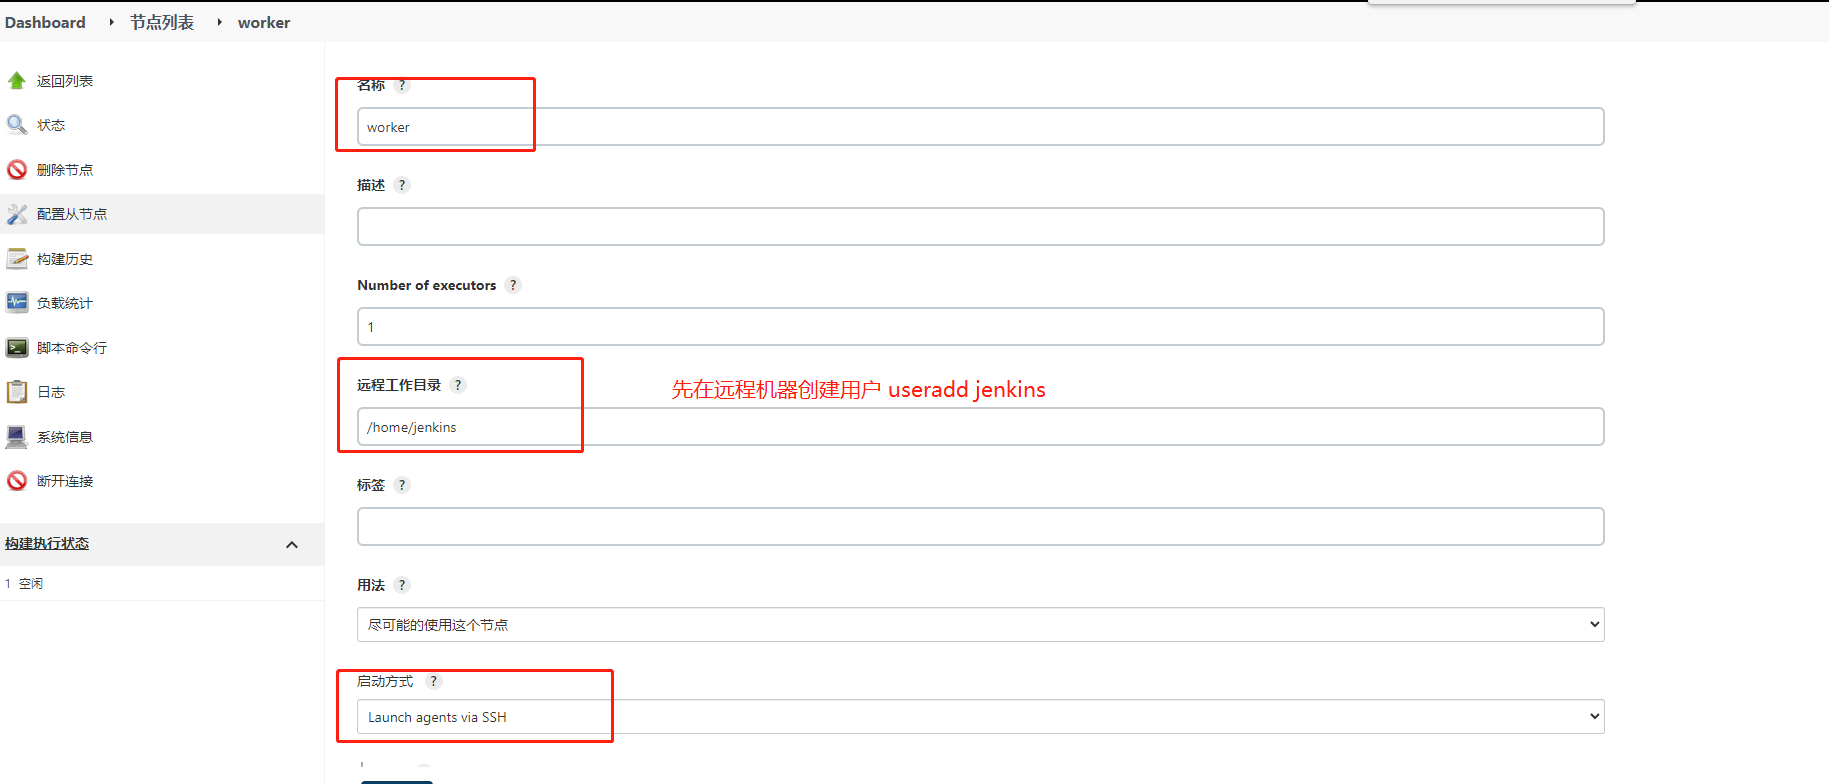 Dashboard 节点列表 worker
返回列表
状态
删除节点
配置从节点
构建历史
负载统计
脚本命令行
日志
系统信息
断开连接
构建执行状态
1 空闲
名称 ?
worker
描述 ?
Number of executors ?
1
远程工作目录 ?
先在远程机器创建用户 useradd jenkins
/home/jenkins
标签 ?
用法 ?
尽可能的使用这个节点
启动方式 ?
Launch agents via SSH